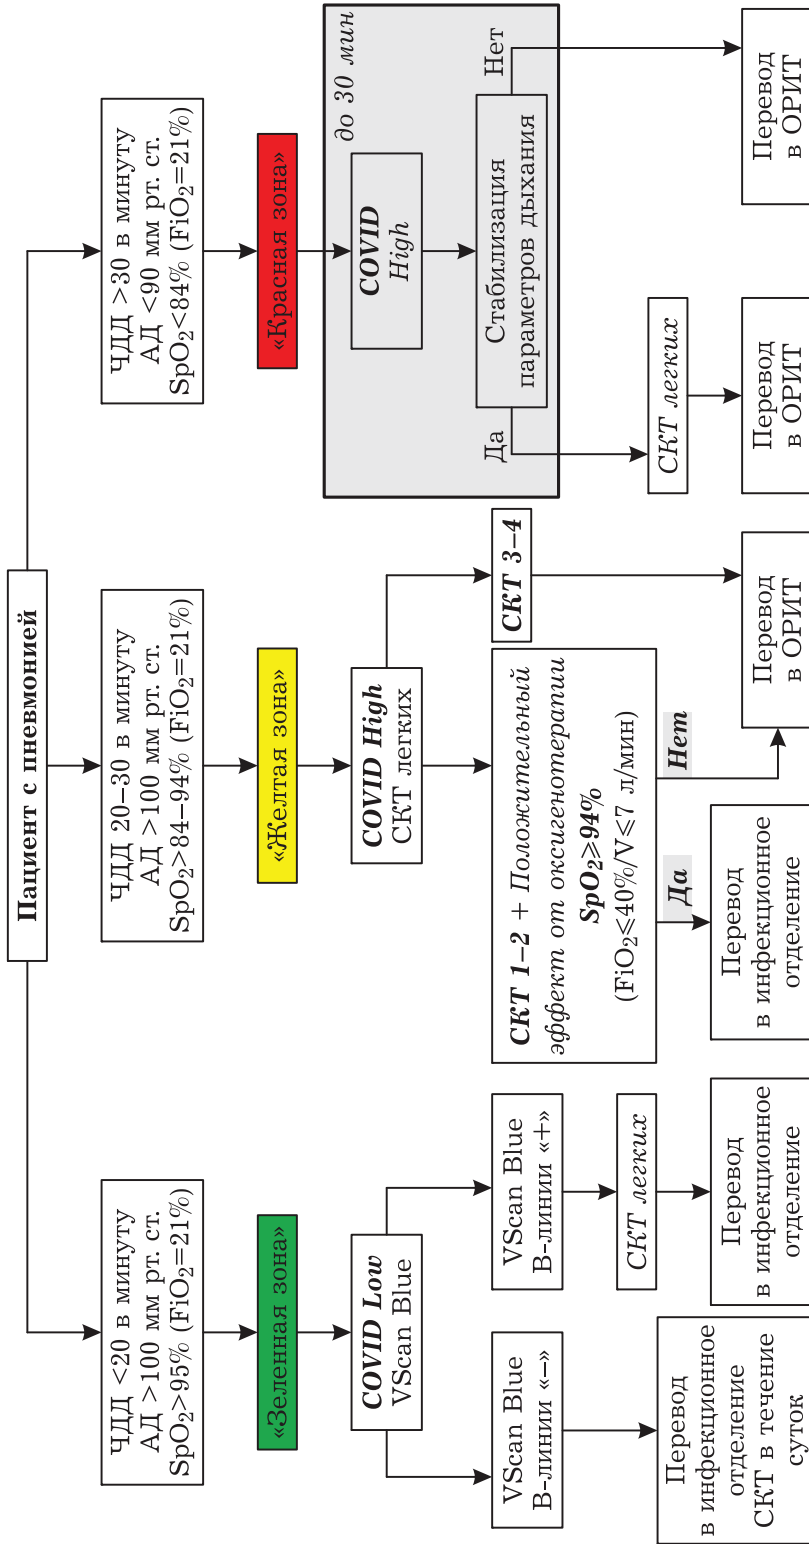 Пациент с пневмонией
ЧДД <20 в минуту
АД >100 мм рт. ст.
SpO₂>95% (FiO₂=21%)
«Зеленная зона»
COVID Low
VScan Blue
VScan Blue
В-линии «–»
Перевод
в инфекционное
отделение
СКТ в течение
суток
VScan Blue
В-линии «+»
СКТ легких
Перевод
в инфекционное
отделение
ЧДД 20–30 в минуту
АД >100 мм рт. ст.
SpO₂>84–94% (FiO₂=21%)
«Желтая зона»
COVID High
СКТ легких
СКТ 1–2 + Положительный
эффект от оксигенотерапии
SpO₂⩾94%
(FiO₂⩽40%/V⩽7 л/мин)
Да
Нет
Перевод
в инфекционное
отделение
СКТ 3–4
Перевод
в ОРИТ
ЧДД >30 в минуту
АД <90 мм рт. ст.
SpO₂<84% (FiO₂=21%)
«Красная зона»
до 30 мин
COVID
High
Стабилизация
параметров дыхания
Да
Нет
СКТ легких
Перевод
в ОРИТ
Перевод
в ОРИТ